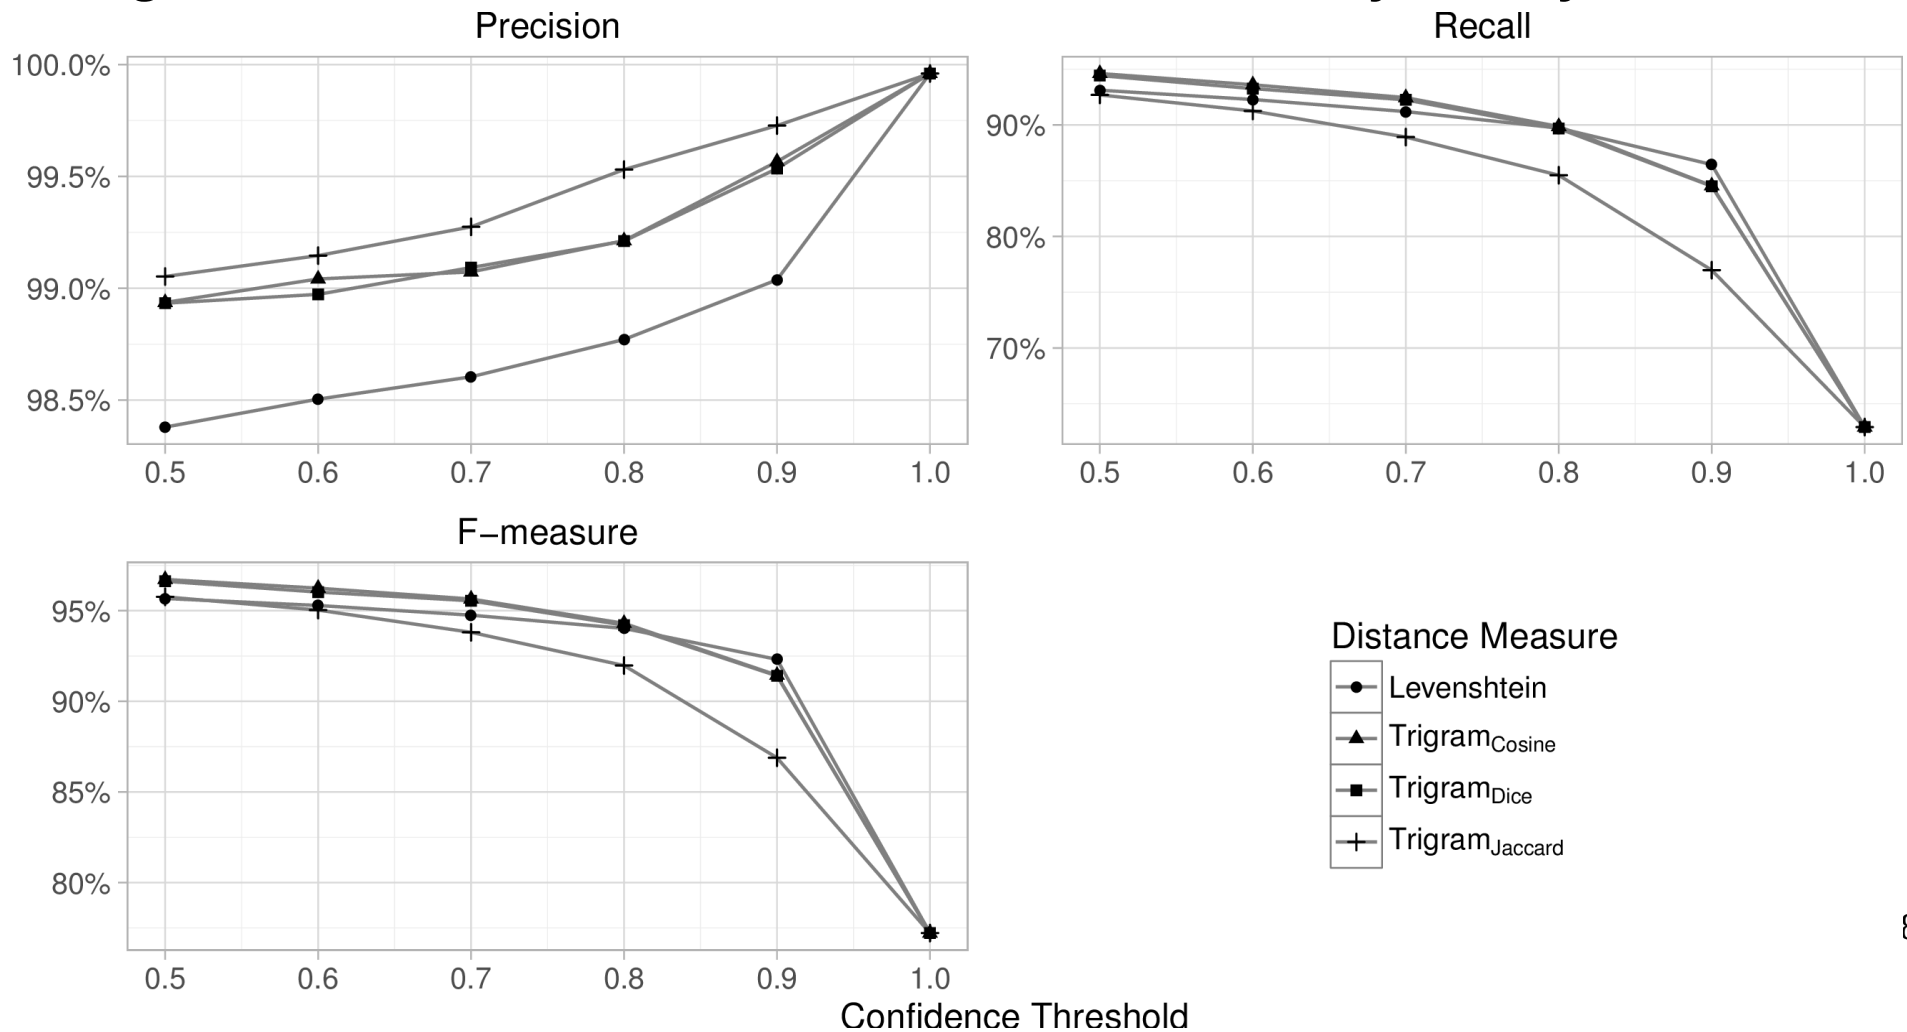 Precision
100.0%
99.5%
99.0%
98.5%
0.5 0.6 0.7 0.8 0.9 1.0
Recall
90%
80%
70%
0.5 0.6 0.7 0.8 0.9 1.0
F−measure
95%
90%
85%
80%
0.5 0.6 0.7 0.8 0.9 1.0
Confidence Threshold
Distance Measure
Levenshtein
TrigramCosine
TrigramDice
TrigramJaccard